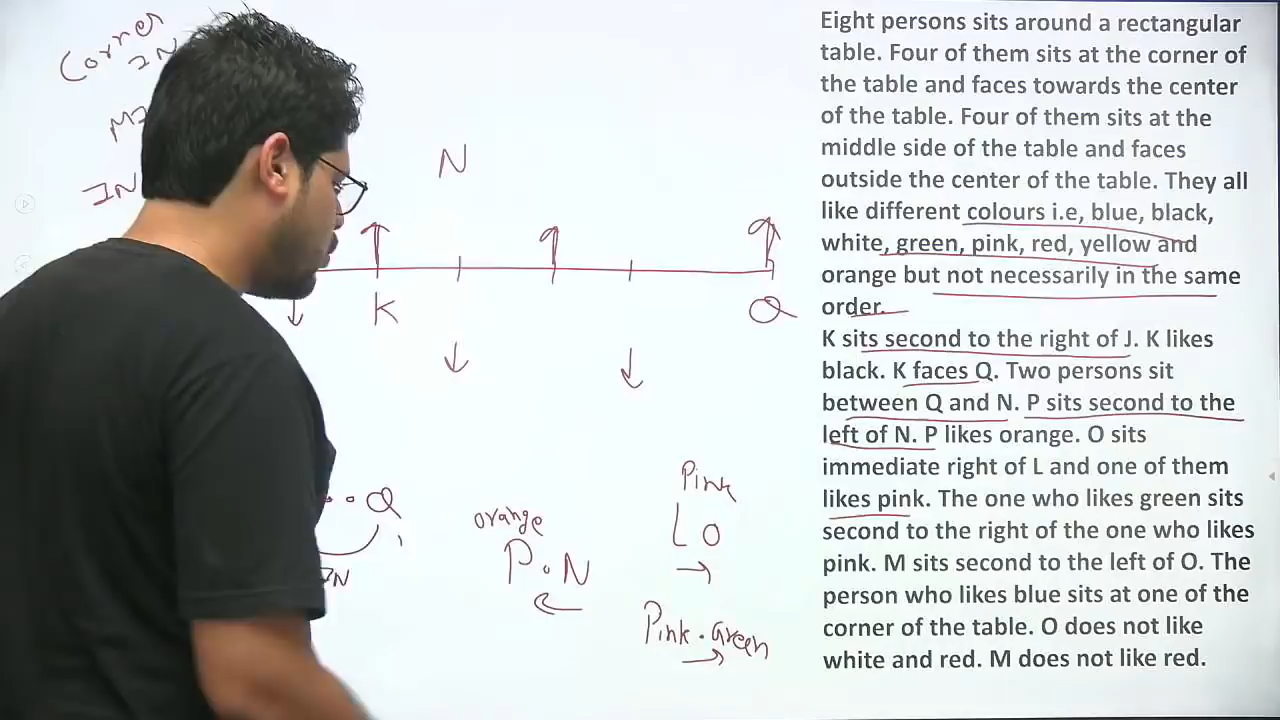 Corner
IN
MI
IN
N
K
Q
..Q
IN
orange
P.N
Pink
L O
Pink.Green
Eight persons sits around a rectangular
table. Four of them sits at the corner of
the table and faces towards the center
of the table. Four of them sits at the
middle side of the table and faces
outside the center of the table. They all
like different colours i.e, blue, black,
white, green, pink, red, yellow and
orange but not necessarily in the same
order.
K sits second to the right of J. K likes
black. K faces Q. Two persons sit
between Q and N. P sits second to the
left of N. P likes orange. O sits
immediate right of L and one of them
likes pink. The one who likes green sits
second to the right of the one who likes
pink. M sits second to the left of O. The
person who likes blue sits at one of the
corner of the table. O does not like
white and red. M does not like red.